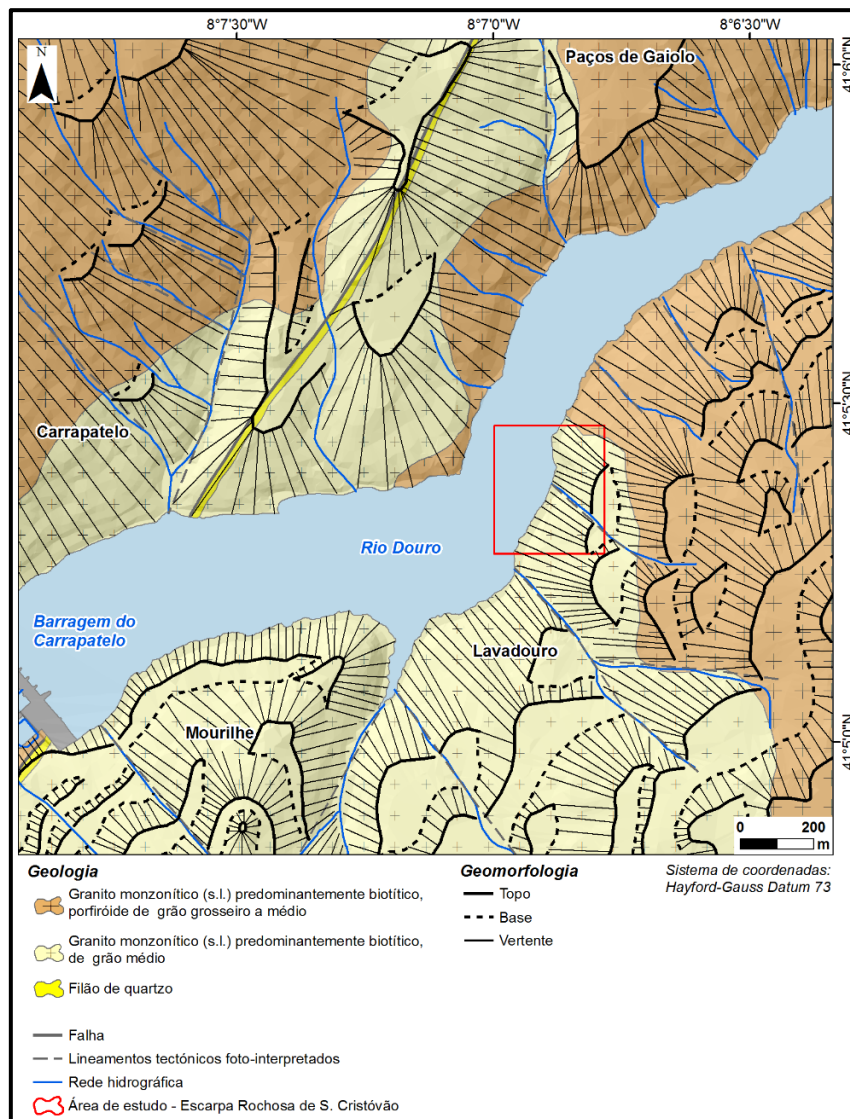 8°7'30"W
8°7'0"W
8°6'30"W
N
Paços de Gaiolo
41°6'0"N
41°5'30"N
Carrapatelo
Rio Douro
Barragem do
Carrapatelo
Lavadouro
Mourilhe
41°5'0"N
0 200
m
Geologia
Granito monzonítico (s.l.) predominantemente biotítico,
porfiróide de grão grosseiro a médio
Granito monzonítico (s.l.) predominantemente biotítico,
de grão médio
Filão de quartzo
Falha
Lineamentos tectónicos foto-interpretados
Rede hidrográfica
Área de estudo - Escarpa Rochosa de S. Cristóvão
Geomorfologia
Topo
Base
Vertente
Sistema de coordenadas:
Hayford-Gauss Datum 73